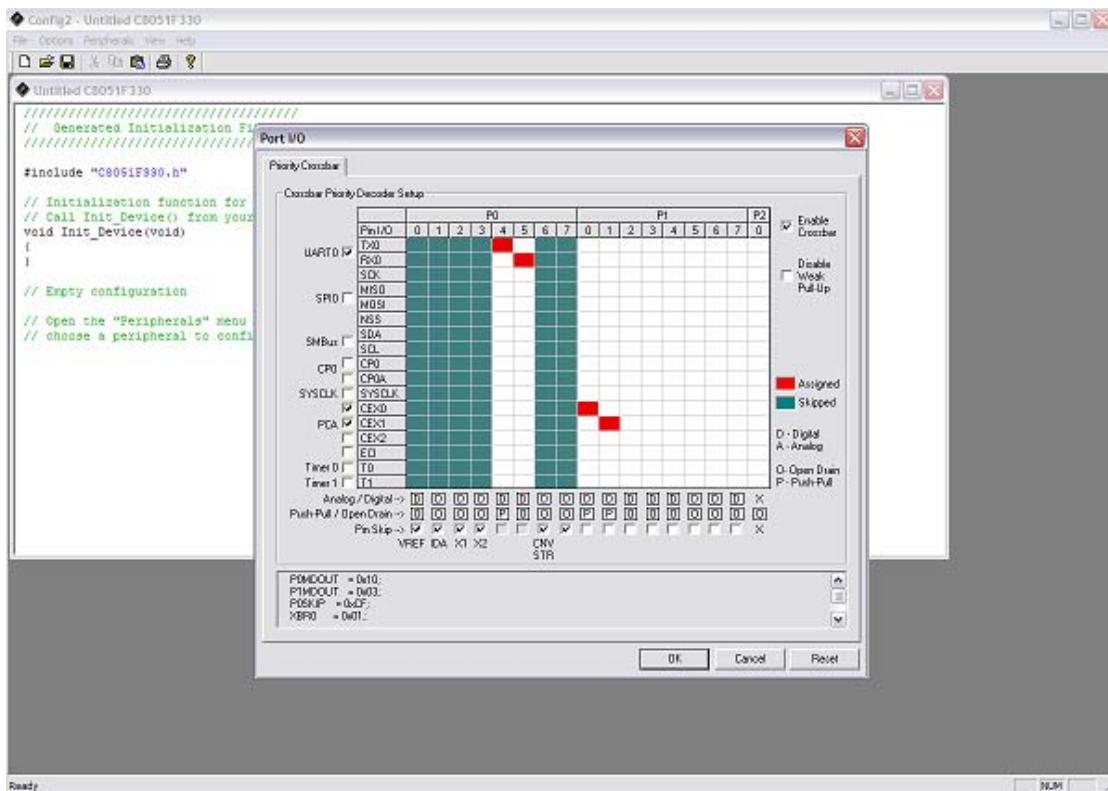 Config2 - Untitled C8051F330
File Options Peripherals View Help
Untitled C8051F330
/////////////////////////////////////
// Generated Initialization Fi
#include "C8051F330.h"
// Initialization function for
// Call Init_Device() from your
void Init_Device(void)
{
}
// Empty configuration
// Open the "Peripherals" menu
// choose a peripheral to confi
Port I/O
Priority Crossbar
Crossbar Priority Decoder Setup
P0 P1 P2
Pin I/O 0 1 2 3 4 5 6 7 0 1 2 3 4 5 6 7 0
UART0 TX0
RX0
SPI0 SCK
MISO
MOSI
NSS
SMBus SDA
SCL
CP0 CP0
CP0A
SYSCLK SYSCLK
PCA CEX0
CEX1
CEX2
ECI
Timer 0 T0
Timer 1 T1
Analog / Digital -> X
Push-Pull / Open Drain ->
Pin Skip -> X
VREF IDA X1 X2 CNV STR
Enable Crossbar
Disable Weak Pull-Up
Assigned
Skipped
D - Digital
A - Analog
O - Open Drain
P - Push-Pull
P0MDOUT = 0x10;
P1MDOUT = 0x03;
P0SKIP = 0xCF;
XBR0 = 0x01;
OK Cancel Reset
Ready NUM